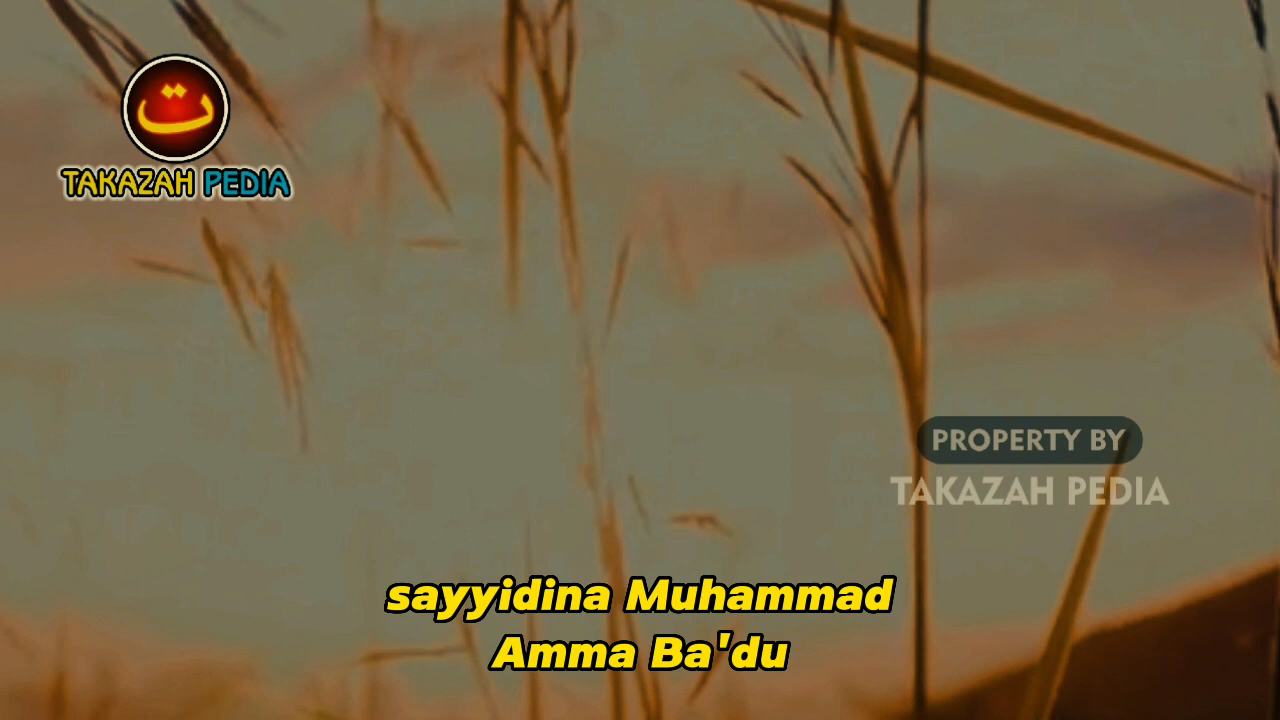 ت
TAKAZAH PEDIA
PROPERTY BY
TAKAZAH PEDIA
sayyidina Muhammad
Amma Ba'du